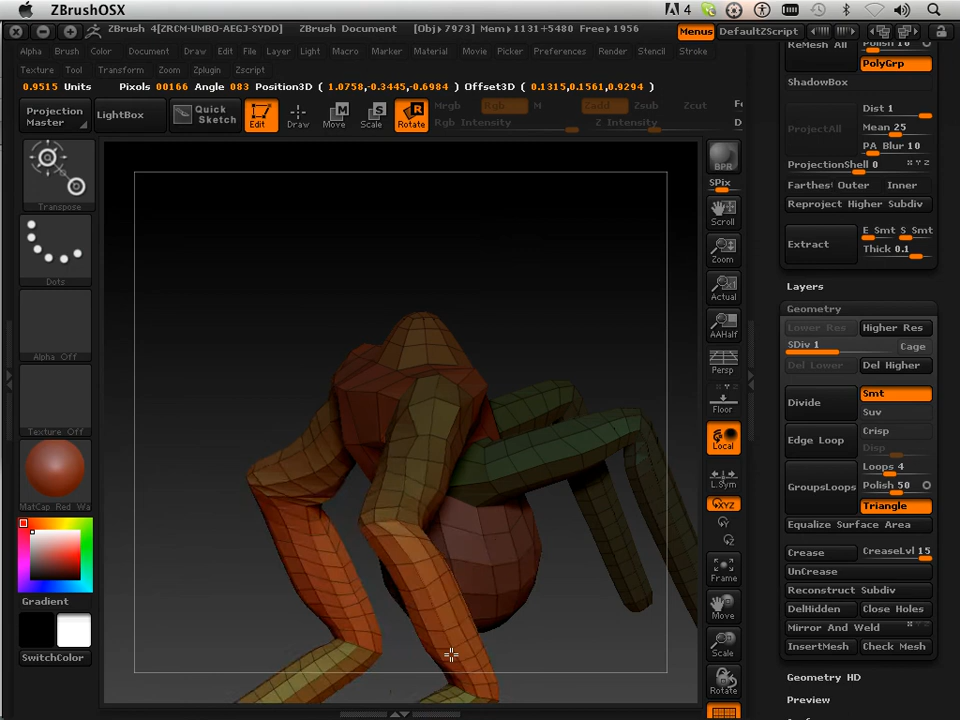 ZBrushOSX
4
ZBrush 4[ZRCM-UMBO-AEGJ-SYDD] ZBrush Document [Obj▸7973] Mem▸1131+5480 Free▸1956 Menus DefaultZScript
Alpha Brush Color Document Draw Edit File Layer Light Macro Marker Material Movie Picker Preferences Render Stencil Stroke
Texture Tool Transform Zoom Zplugin Zscript
0.9515 Units Pixols 00166 Angle 083 Position3D ( 1.0758,-0.3445,-0.6984 ) Offset3D ( 0.1315,0.1561,0.9294 )
Projection Master LightBox Quick Sketch Edit Draw Move Scale Rotate
Mrgb Rgb M Zadd Zsub Zcut
Rgb Intensity Z Intensity
Transpose
Dots
Alpha Off
Texture Off
MatCap Red Wa
Gradient
SwitchColor
BPR
SPix
Scroll
Zoom
Actual
AAHalf
Persp
Floor
Local
L.Sym
XYZ
Frame
Move
Scale
Rotate
ReMesh All Polish 10
PolyGrp
ShadowBox
Dist 1
ProjectAll Mean 25
PA Blur 10
ProjectionShell 0
Farthest Outer Inner
Reproject Higher Subdiv
Extract E Smt S Smt
Thick 0.1
Layers
Geometry
Lower Res Higher Res
SDiv 1 Cage
Del Lower Del Higher
Divide Smt
Suv
Edge Loop Crisp
Disp
GroupsLoops Loops 4
Polish 50
Triangle
Equalize Surface Area
Crease CreaseLvl 15
UnCrease
Reconstruct Subdiv
DelHidden Close Holes
Mirror And Weld
InsertMesh Check Mesh
Geometry HD
Preview